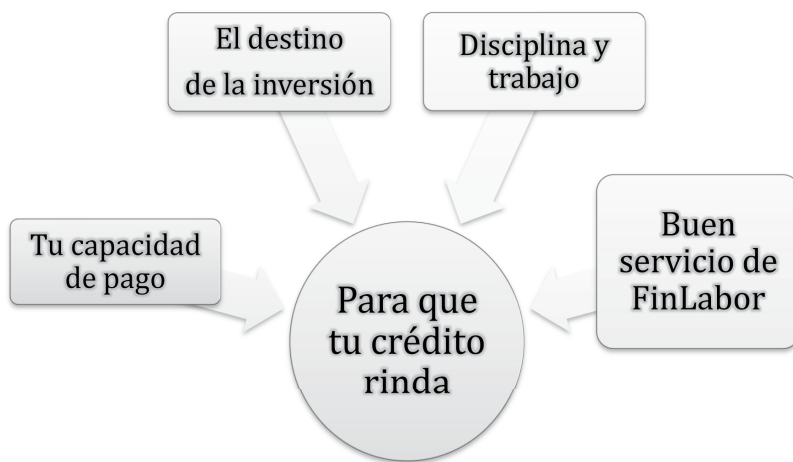 El destino
de la inversión
Disciplina y
trabajo
Tu capacidad
de pago
Buen
servicio de
FinLabor
Para que
tu crédito
rinda